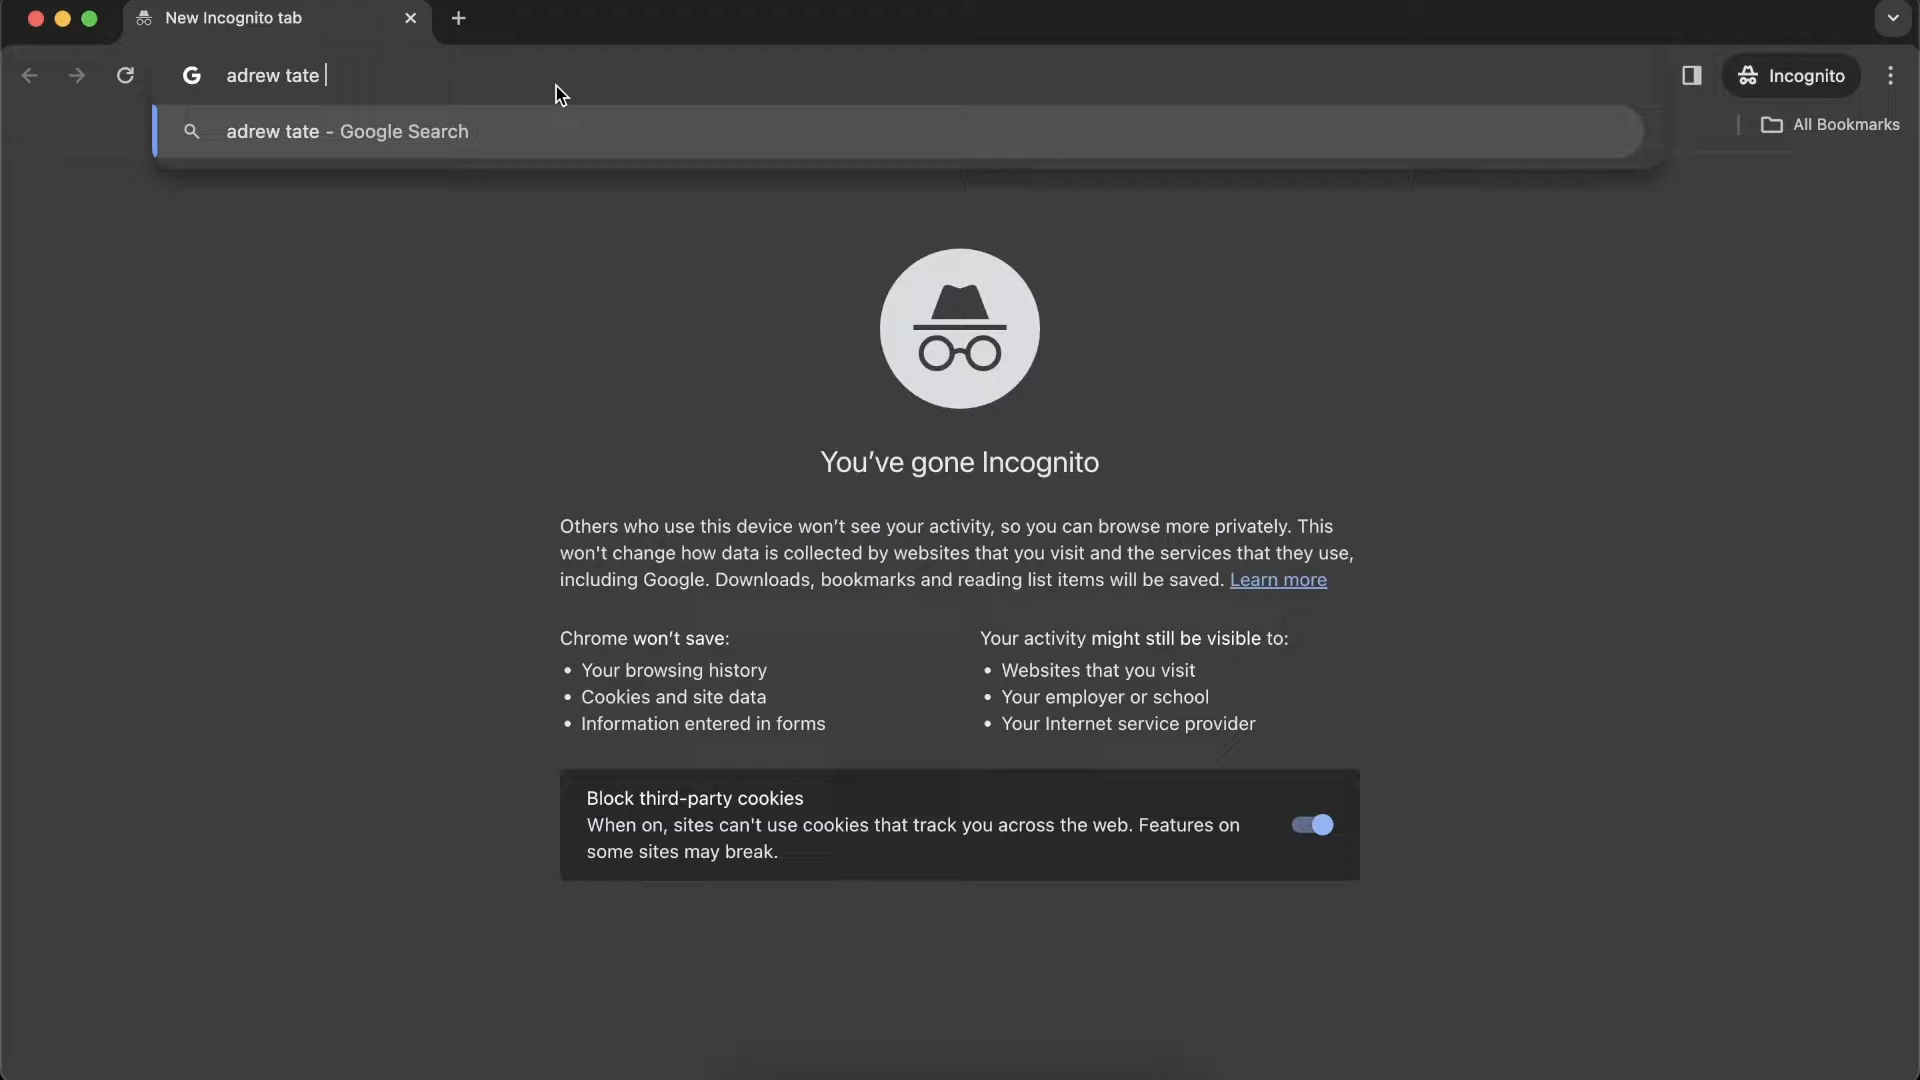 New Incognito tab
adrew tate
Incognito
adrew tate - Google Search
All Bookmarks
You've gone Incognito
Others who use this device won't see your activity, so you can browse more privately. This
won't change how data is collected by websites that you visit and the services that they use,
including Google. Downloads, bookmarks and reading list items will be saved. Learn more
Chrome won't save:
• Your browsing history
• Cookies and site data
• Information entered in forms
Your activity might still be visible to:
• Websites that you visit
• Your employer or school
• Your Internet service provider
Block third-party cookies
When on, sites can't use cookies that track you across the web. Features on
some sites may break.